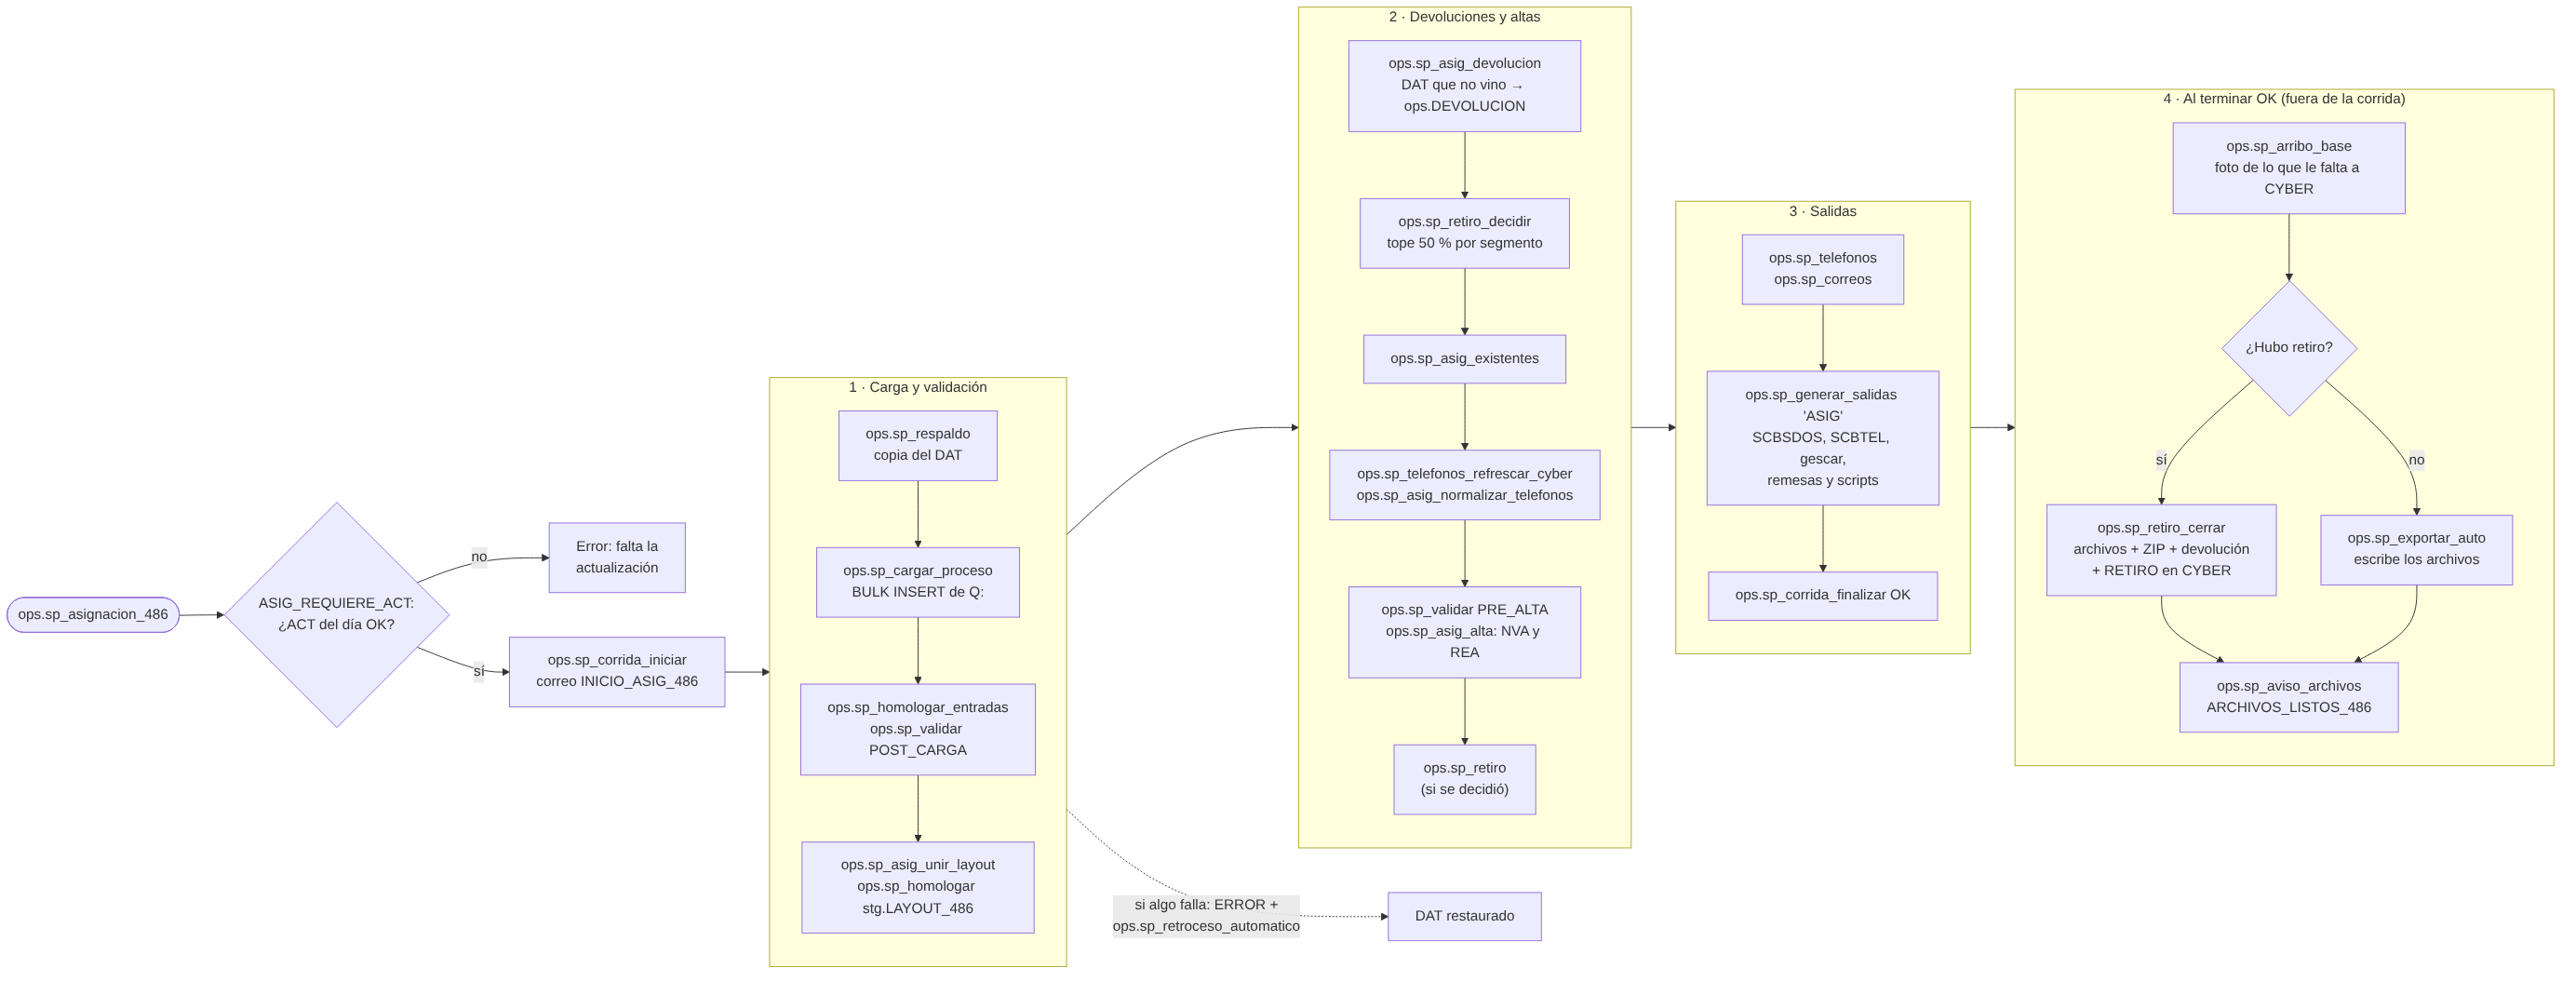 ops.sp_asignacion_486
ASIG_REQUIERE_ACT:
¿ACT del día OK?
no
sí
Error: falta la
actualización
ops.sp_corrida_iniciar
correo INICIO_ASIG_486
1 · Carga y validación
ops.sp_respaldo
copia del DAT
ops.sp_cargar_proceso
BULK INSERT de Q:
ops.sp_homologar_entradas
ops.sp_validar
POST_CARGA
ops.sp_asig_unir_layout
ops.sp_homologar
stg.LAYOUT_486
si algo falla: ERROR +
ops.sp_retroceso_automatico
DAT restaurado
2 · Devoluciones y altas
ops.sp_asig_devolucion
DAT que no vino →
ops.DEVOLUCION
ops.sp_retiro_decidir
tope 50 % por segmento
ops.sp_asig_existentes
ops.sp_telefonos_refrescar_cyber
ops.sp_asig_normalizar_telefonos
ops.sp_validar PRE_ALTA
ops.sp_asig_alta: NVA y
REA
ops.sp_retiro
(si se decidió)
3 · Salidas
ops.sp_telefonos
ops.sp_correos
ops.sp_generar_salidas
'ASIG'
SCBSDOS, SCBTEL,
gescar,
remesas y scripts
ops.sp_corrida_finalizar OK
4 · Al terminar OK (fuera de la corrida)
ops.sp_arribo_base
foto de lo que le falta a
CYBER
¿Hubo retiro?
sí
no
ops.sp_retiro_cerrar
archivos + ZIP + devolución
+ RETIRO en CYBER
ops.sp_exportar_auto
escribe los archivos
ops.sp_aviso_archivos
ARCHIVOS_LISTOS_486